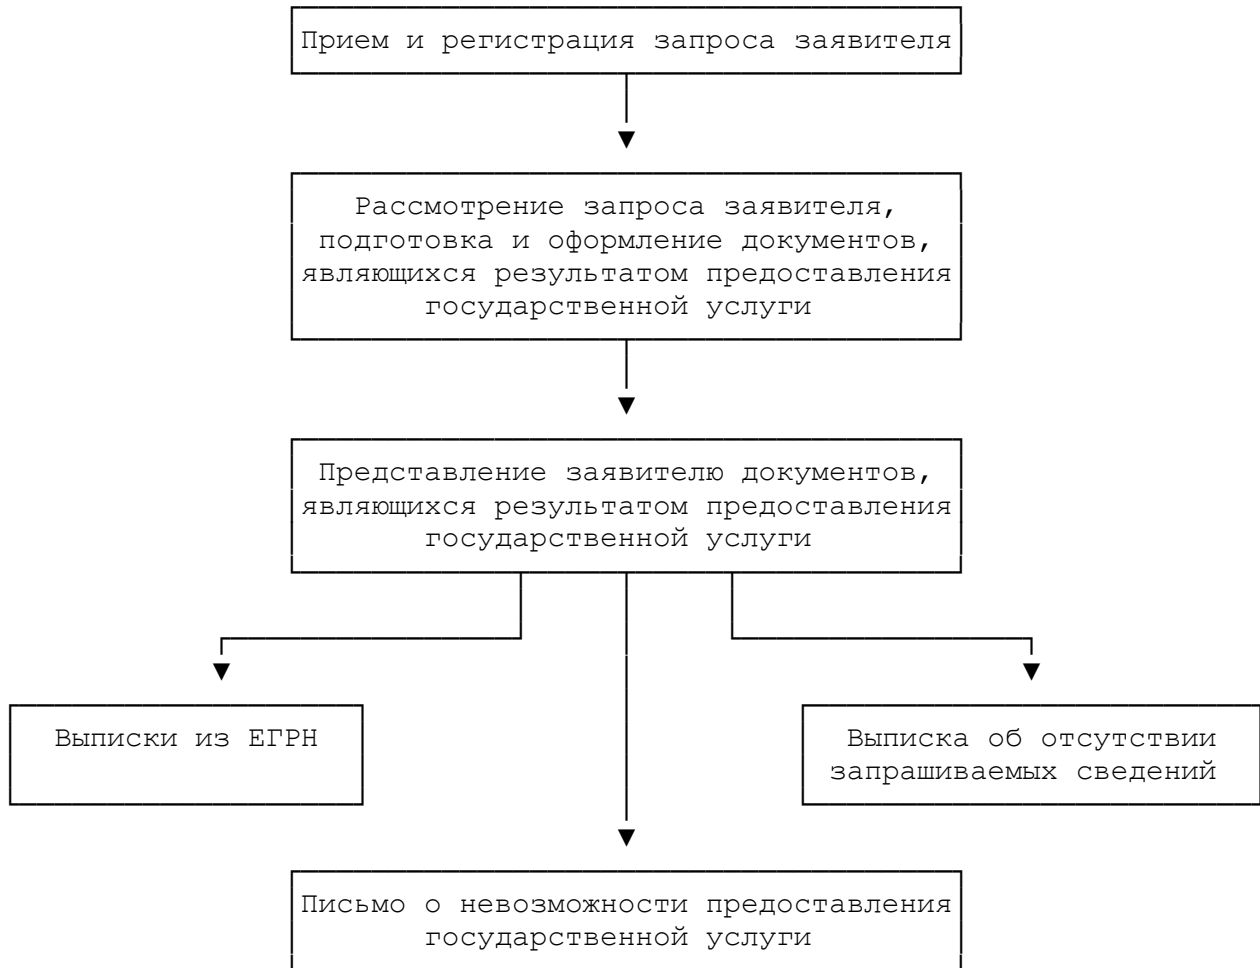 Прием и регистрация запроса заявителя
Рассмотрение запроса заявителя,
подготовка и оформление документов,
являющихся результатом предоставления
государственной услуги
Представление заявителю документов,
являющихся результатом предоставления
государственной услуги
Выписки из ЕГРН
Выписка об отсутствии
запрашиваемых сведений
Письмо о невозможности предоставления
государственной услуги